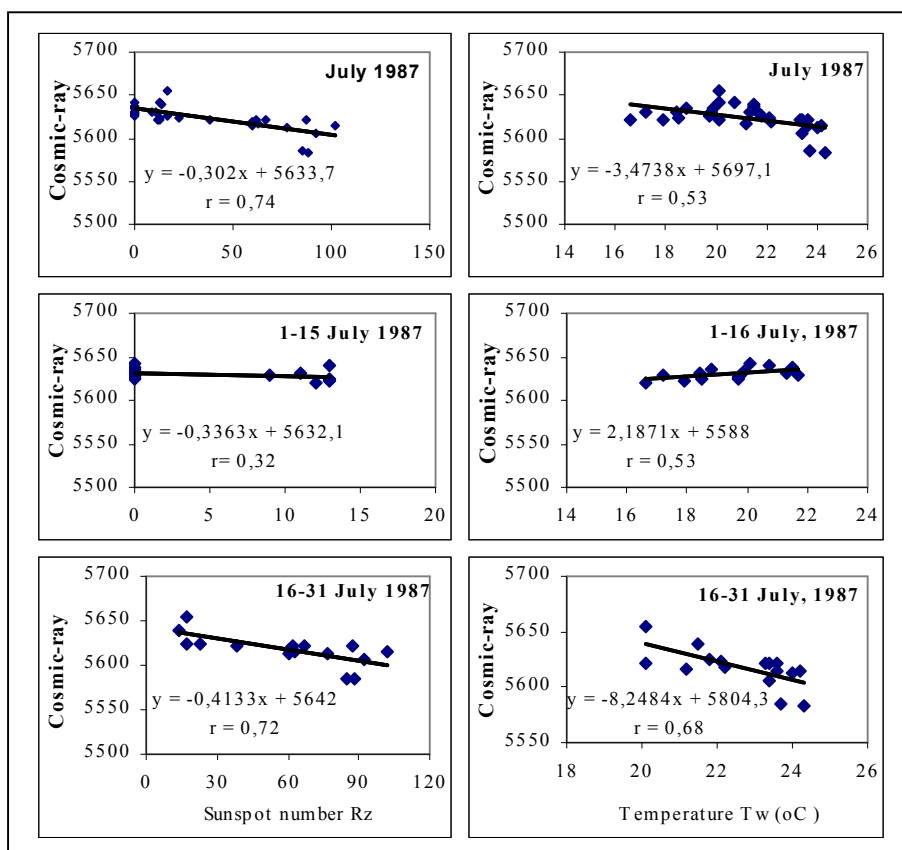 July 1987
Cosmic-ray
5700
5650
5600
5550
5500
y = -0,302x + 5633,7
r = 0,74
0 50 100 150
July 1987
Cosmic-ray
5700
5650
5600
5550
5500
y = -3,4738x + 5697,1
r = 0,53
14 16 18 20 22 24 26
1-15 July 1987
Cosmic-ray
5700
5650
5600
5550
5500
y = -0,3363x + 5632,1
r= 0,32
0 5 10 15 20
1-16 July, 1987
Cosmic-ray
5700
5650
5600
5550
5500
y = 2,1871x + 5588
r = 0,53
14 16 18 20 22 24 26
16-31 July 1987
Cosmic-ray
5700
5650
5600
5550
5500
y = -0,4133x + 5642
r = 0,72
0 30 60 90 120
Sunspot number Rz
16-31 July, 1987
Cosmic-ray
5700
5650
5600
5550
y = -8,2484x + 5804,3
r = 0,68
18 20 22 24 26
Temperature Tw (oC )